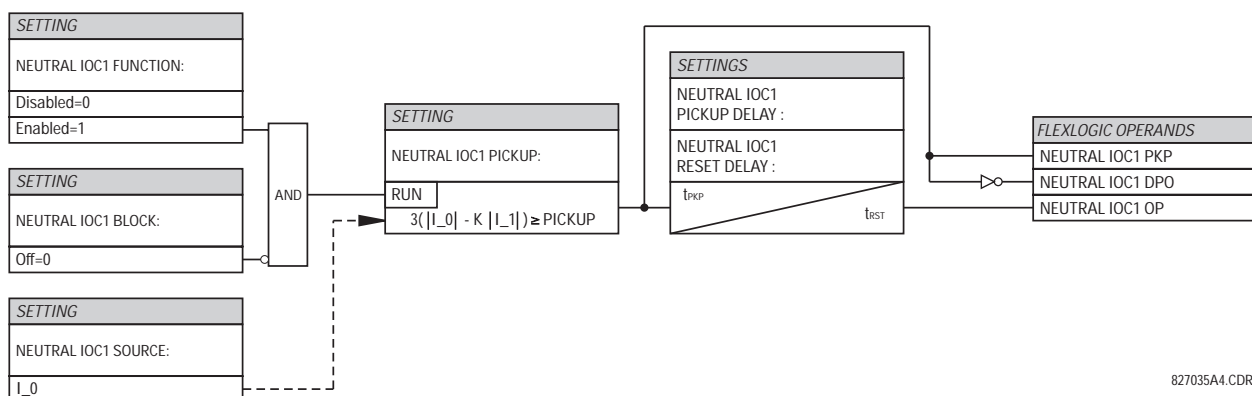 SETTING
NEUTRAL IOC1 FUNCTION:
Disabled=0
Enabled=1
SETTING
NEUTRAL IOC1 BLOCK:
Off=0
SETTING
NEUTRAL IOC1 SOURCE:
I_0
AND
SETTING
NEUTRAL IOC1 PICKUP:
RUN
3(|I_0| - K |I_1|) ≥ PICKUP
SETTINGS
NEUTRAL IOC1
PICKUP DELAY :
NEUTRAL IOC1
RESET DELAY :
tPKP
tRST
FLEXLOGIC OPERANDS
NEUTRAL IOC1 PKP
NEUTRAL IOC1 DPO
NEUTRAL IOC1 OP
827035A4.CDR